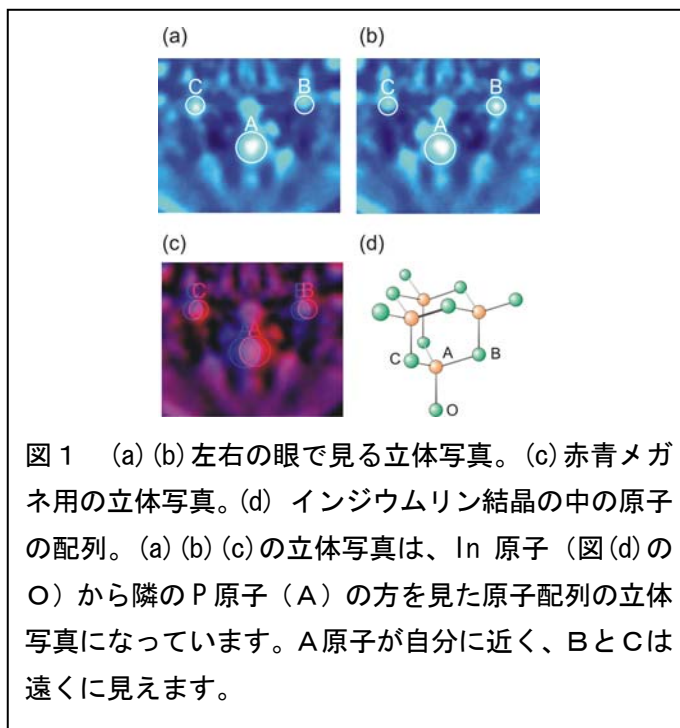 (a)
(b)
C
B
A
C
B
A
(c)
(d)
C
B
A
A
B
C
O
図1 (a)(b)左右の眼で見る立体写真。(c)赤青メガ
ネ用の立体写真。(d) インジウムリン結晶の中の原子
の配列。(a)(b)(c)の立体写真は、In 原子（図(d)の
O）から隣のP原子（A）の方を見た原子配列の立体
写真になっています。A原子が自分に近く、BとCは
遠くに見えます。